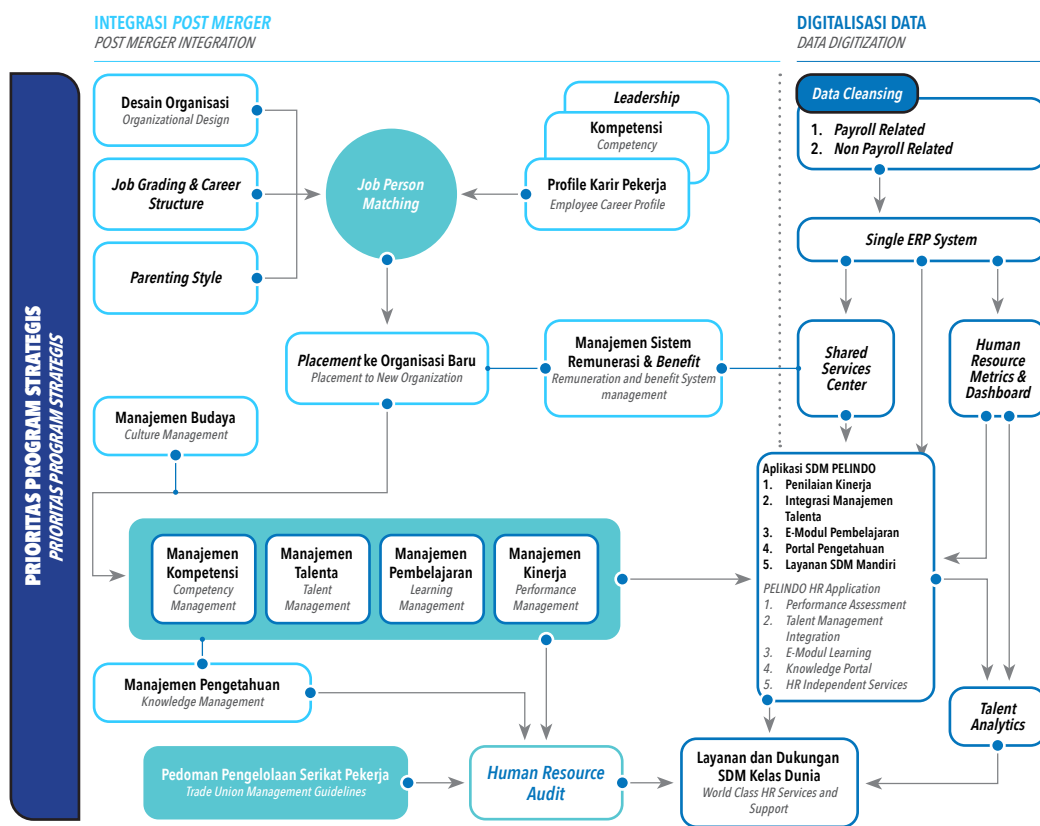 INTEGRASI POST MERGER
POST MERGER INTEGRATION
DIGITALISASI DATA
DATA DIGITIZATION
PRIORITAS PROGRAM STRATEGIS
PRIORITAS PROGRAM STRATEGIS
Desain Organisasi
Organizational Design
Job Grading & Career
Structure
Parenting Style
Job Person
Matching
Leadership
Kompetensi
Competency
Profile Karir Pekerja
Employee Career Profile
Data Cleansing
1. Payroll Related
2. Non Payroll Related
Single ERP System
Placement ke Organisasi Baru
Placement to New Organization
Manajemen Sistem
Remunerasi & Benefit
Remuneration and benefit System
management
Shared
Services
Center
Human
Resource
Metrics &
Dashboard
Manajemen Budaya
Culture Management
Manajemen
Kompetensi
Competency
Management
Manajemen
Talenta
Talent
Management
Manajemen
Pembelajaran
Learning
Management
Manajemen
Kinerja
Performance
Management
Aplikasi SDM PELINDO
1. Penilaian Kinerja
2. Integrasi Manajemen
Talenta
3. E-Modul Pembelajaran
4. Portal Pengetahuan
5. Layanan SDM Mandiri
PELINDO HR Application
1. Performance Assessment
2. Talent Management
Integration
3. E-Modul Learning
4. Knowledge Portal
5. HR Independent Services
Manajemen Pengetahuan
Knowledge Management
Talent
Analytics
Pedoman Pengelolaan Serikat Pekerja
Trade Union Management Guidelines
Human Resource
Audit
Layanan dan Dukungan
SDM Kelas Dunia
World Class HR Services and
Support